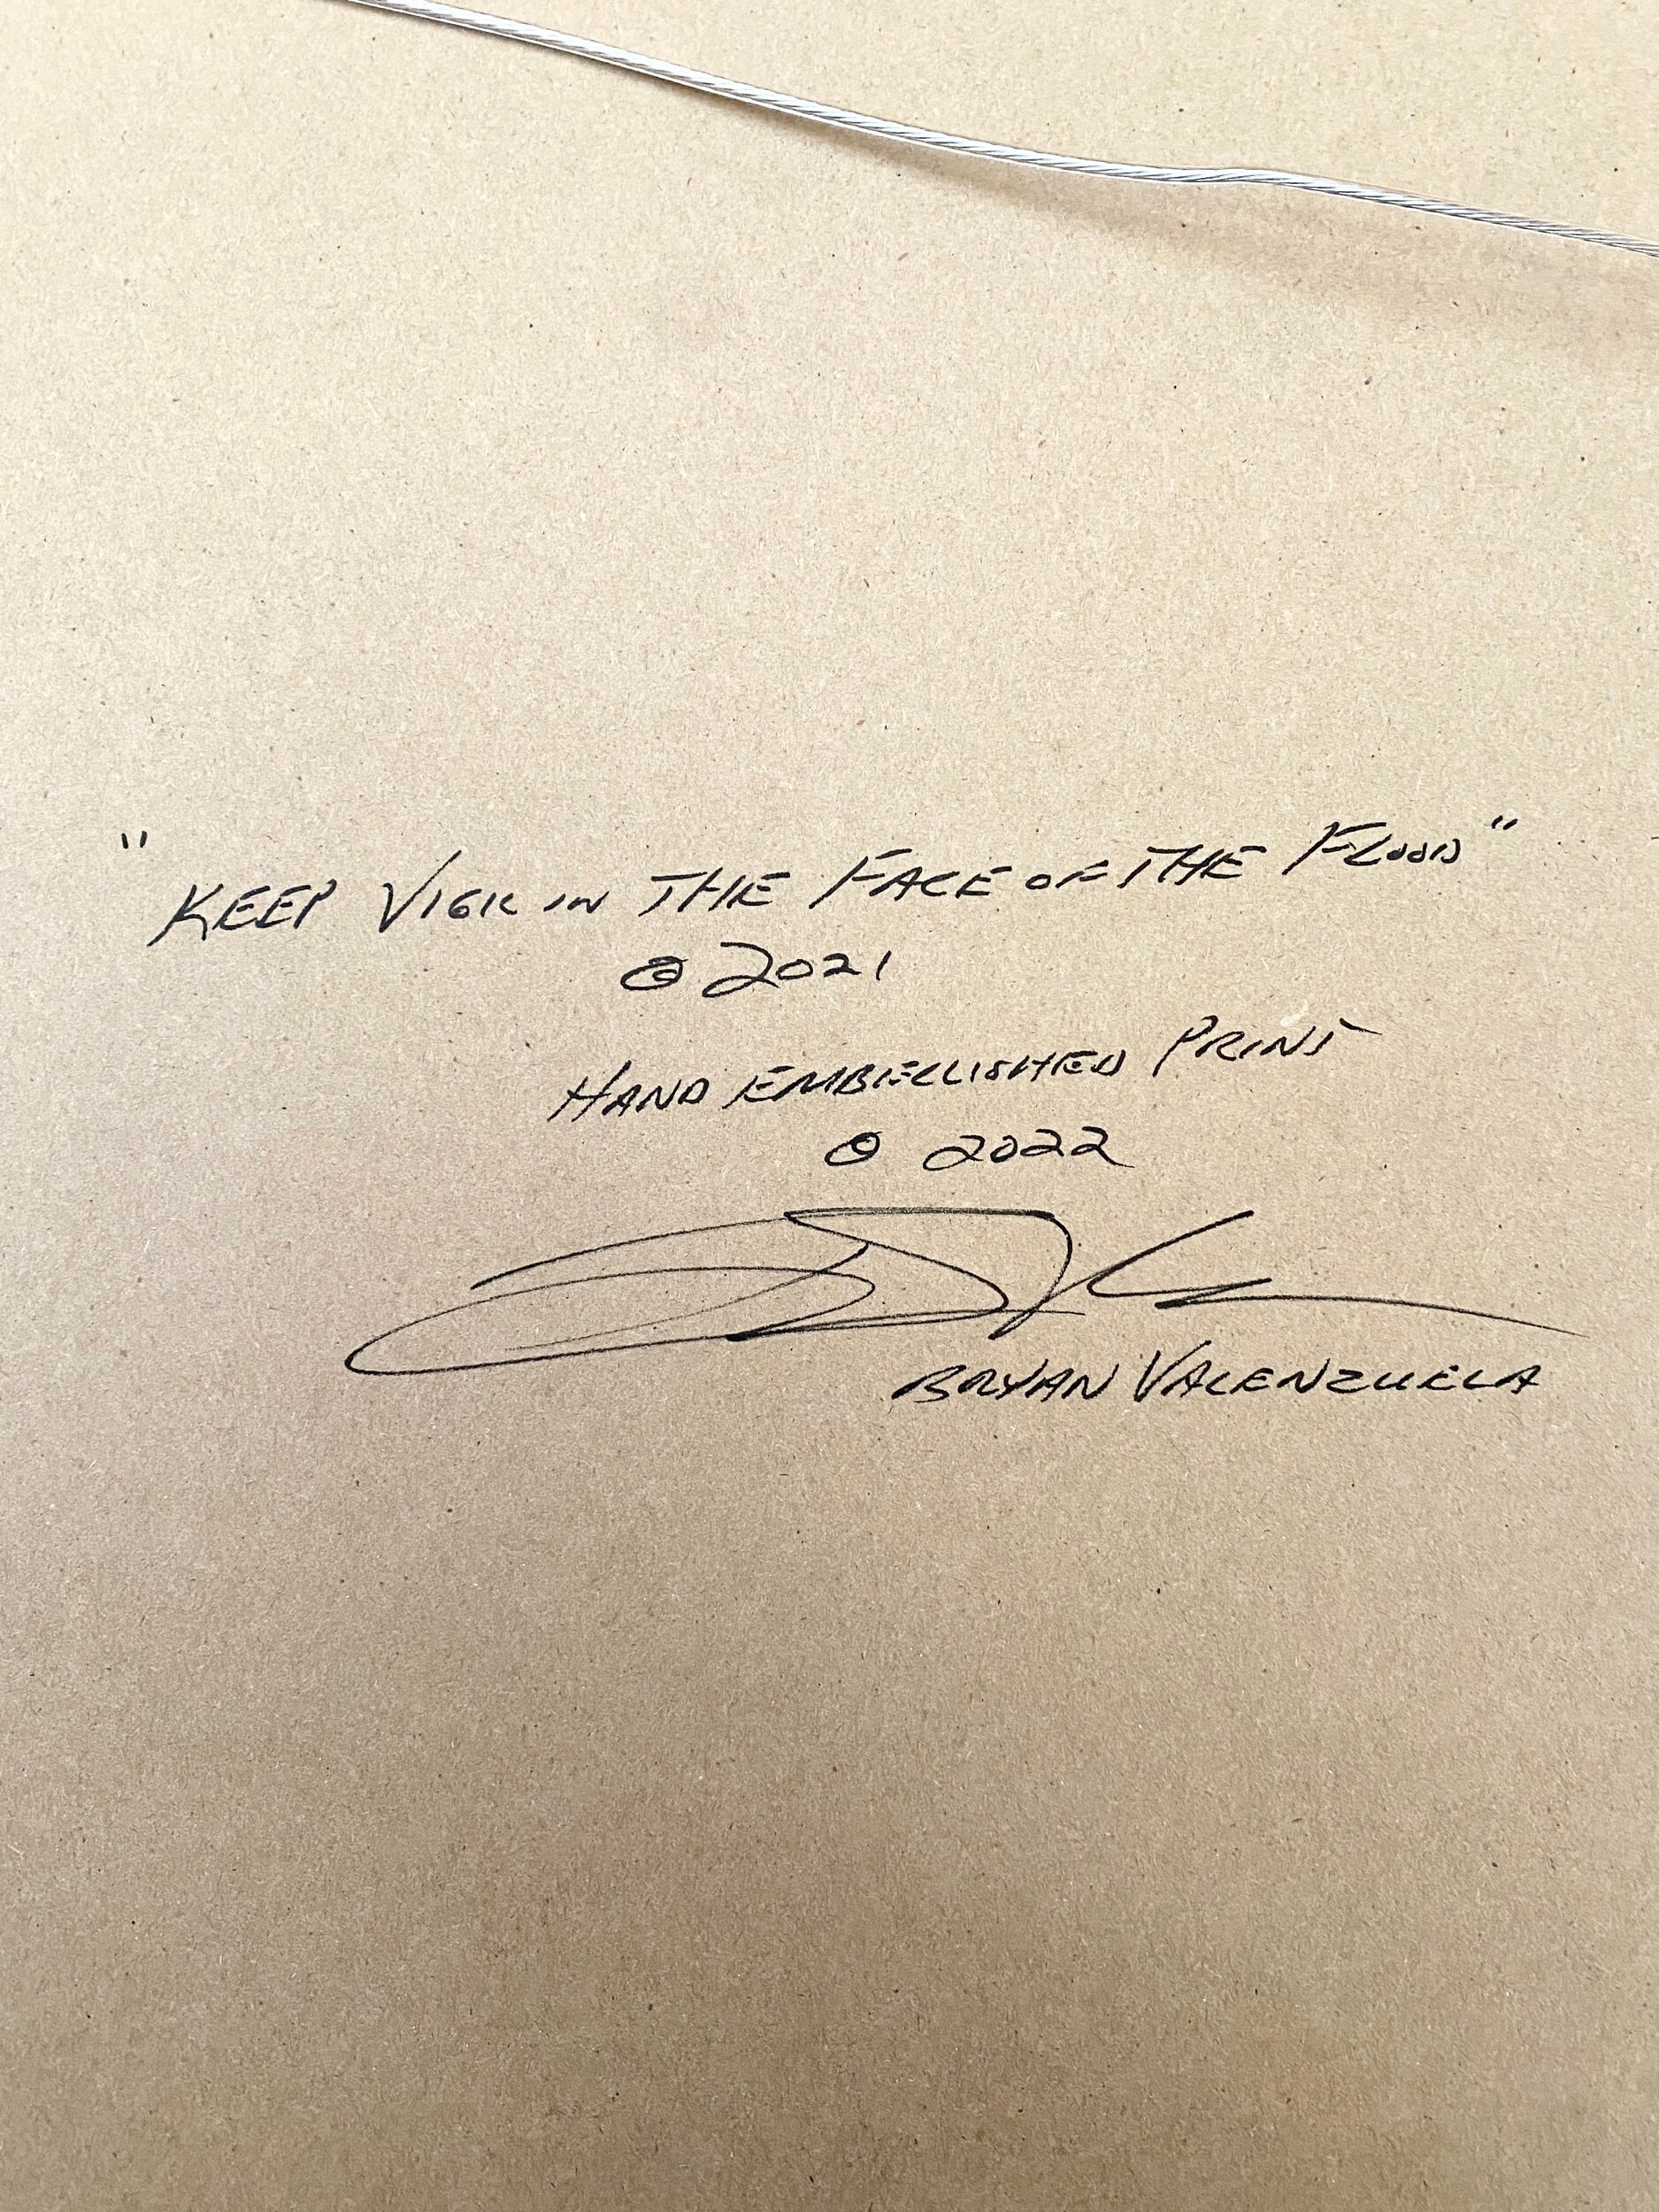 "KEEP VIGIL IN THE FACE OF THE FLOOD"
© 2021
HAND EMBELLISHED PRINT
© 2022
BRYAN VALENZUELA